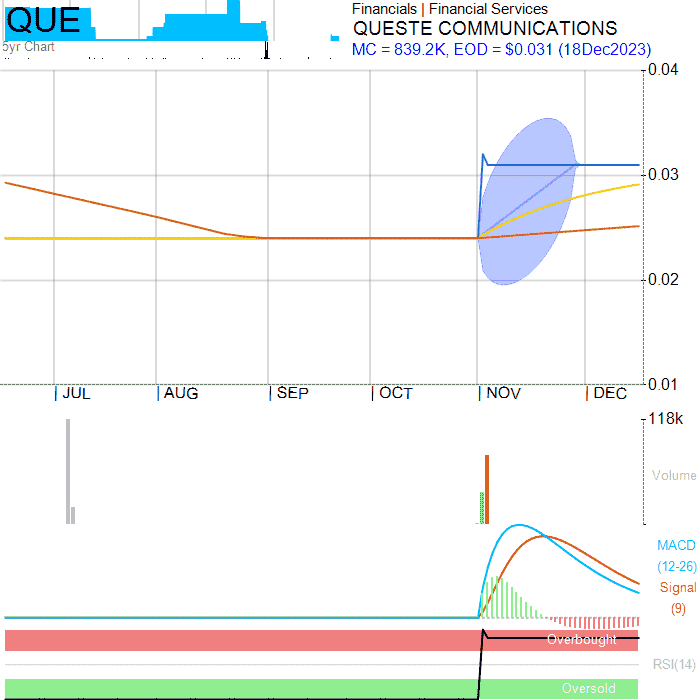 QUE
5yr Chart
Financials | Financial Services
QUESTE COMMUNICATIONS
MC = 839.2K, EOD = $0.031 (18Dec2023)
0.04
0.03
0.02
0.01
JUL AUG SEP OCT NOV DEC
118k
Volume
MACD
(12-26)
Signal
(9)
Overbought
RSI(14)
Oversold